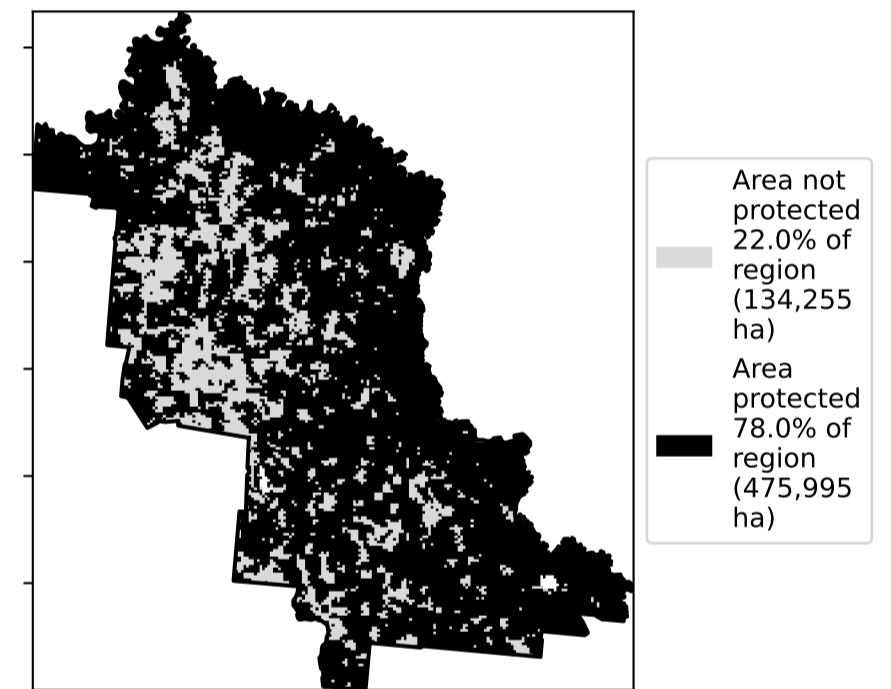 Area not
protected
22.0% of
region
(134,255
ha)
Area
protected
78.0% of
region
(475,995
ha)